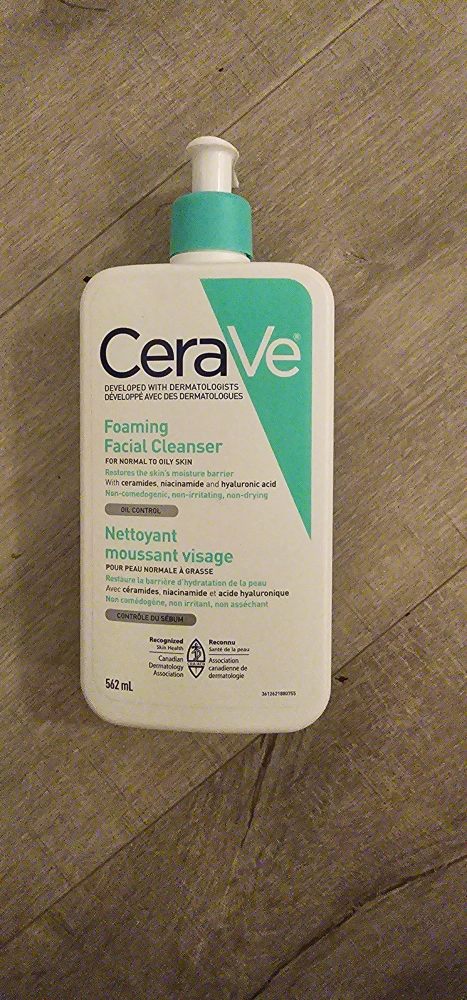 CeraVe®
DEVELOPED WITH DERMATOLOGISTS
DÉVELOPPÉ AVEC DES DERMATOLOGUES
Foaming
Facial Cleanser
FOR NORMAL TO OILY SKIN
Restores the skin's moisture barrier
With ceramides, niacinamide and hyaluronic acid
Non-comedogenic, non-irritating, non-drying
OIL CONTROL
Nettoyant
moussant visage
POUR PEAU NORMALE À GRASSE
Restaure la barrière d'hydratation de la peau
Avec céramides, niacinamide et acide hyaluronique
Non comédogène, non irritant, non asséchant
CONTRÔLE DU SÉBUM
Recognized
Skin Health
Canadian
Dermatology
Association
Reconnu
Santé de la peau
Association
canadienne de
dermatologie
562 mL
3612621880755